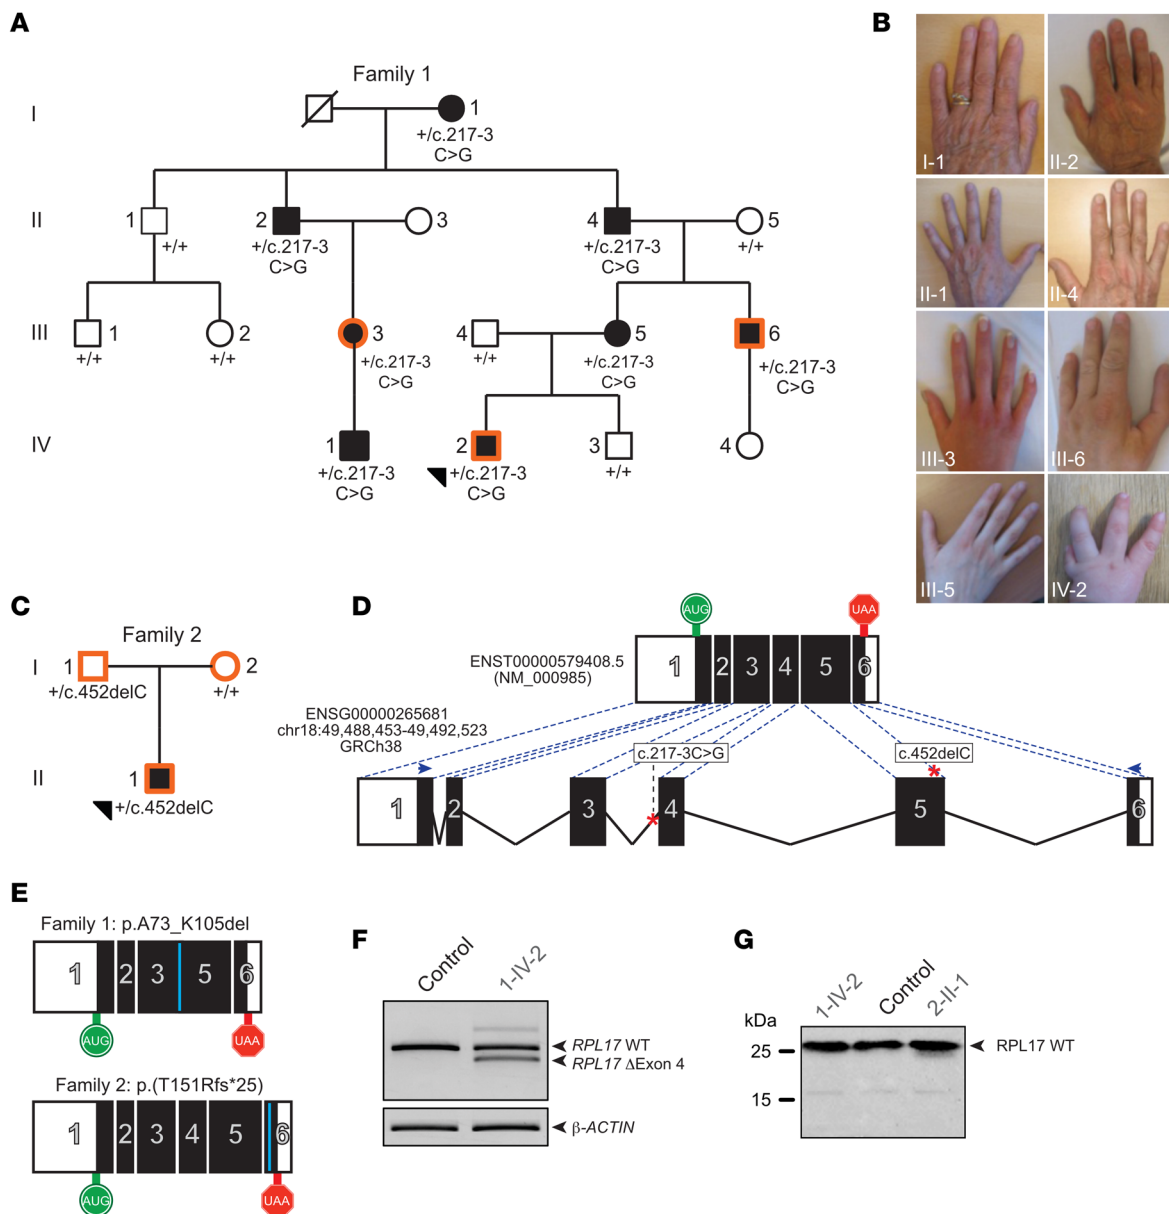 A
Family 1
I
1
+/c.217-3
C>G
II
1
+/+
2
+/c.217-3
C>G
3
4
+/c.217-3
C>G
5
+/+
III
1
+/+
2
+/+
3
+/c.217-3
C>G
4
+/+
5
+/c.217-3
C>G
6
+/c.217-3
C>G
IV
1
+/c.217-3
C>G
2
+/c.217-3
C>G
3
+/+
4
B
I-1
II-2
II-1
II-4
III-3
III-6
III-5
IV-2
C
Family 2
I
1
+/c.452delC
2
+/+
II
1
+/c.452delC
D
AUG
UAA
ENST00000579408.5
(NM_000985)
1 2 3 4 5 6
ENSG00000265681
chr18:49,488,453-49,492,523
GRCh38
c.217-3C>G
c.452delC
*
*
1 2 3 4 5 6
E
Family 1: p.A73_K105del
1 2 3 5 6
AUG
UAA
Family 2: p.(T151Rfs*25)
1 2 3 4 5 6
AUG
UAA
F
Control
1-IV-2
RPL17 WT
RPL17 ΔExon 4
β-ACTIN
G
1-IV-2
Control
2-II-1
kDa
25
15
RPL17 WT